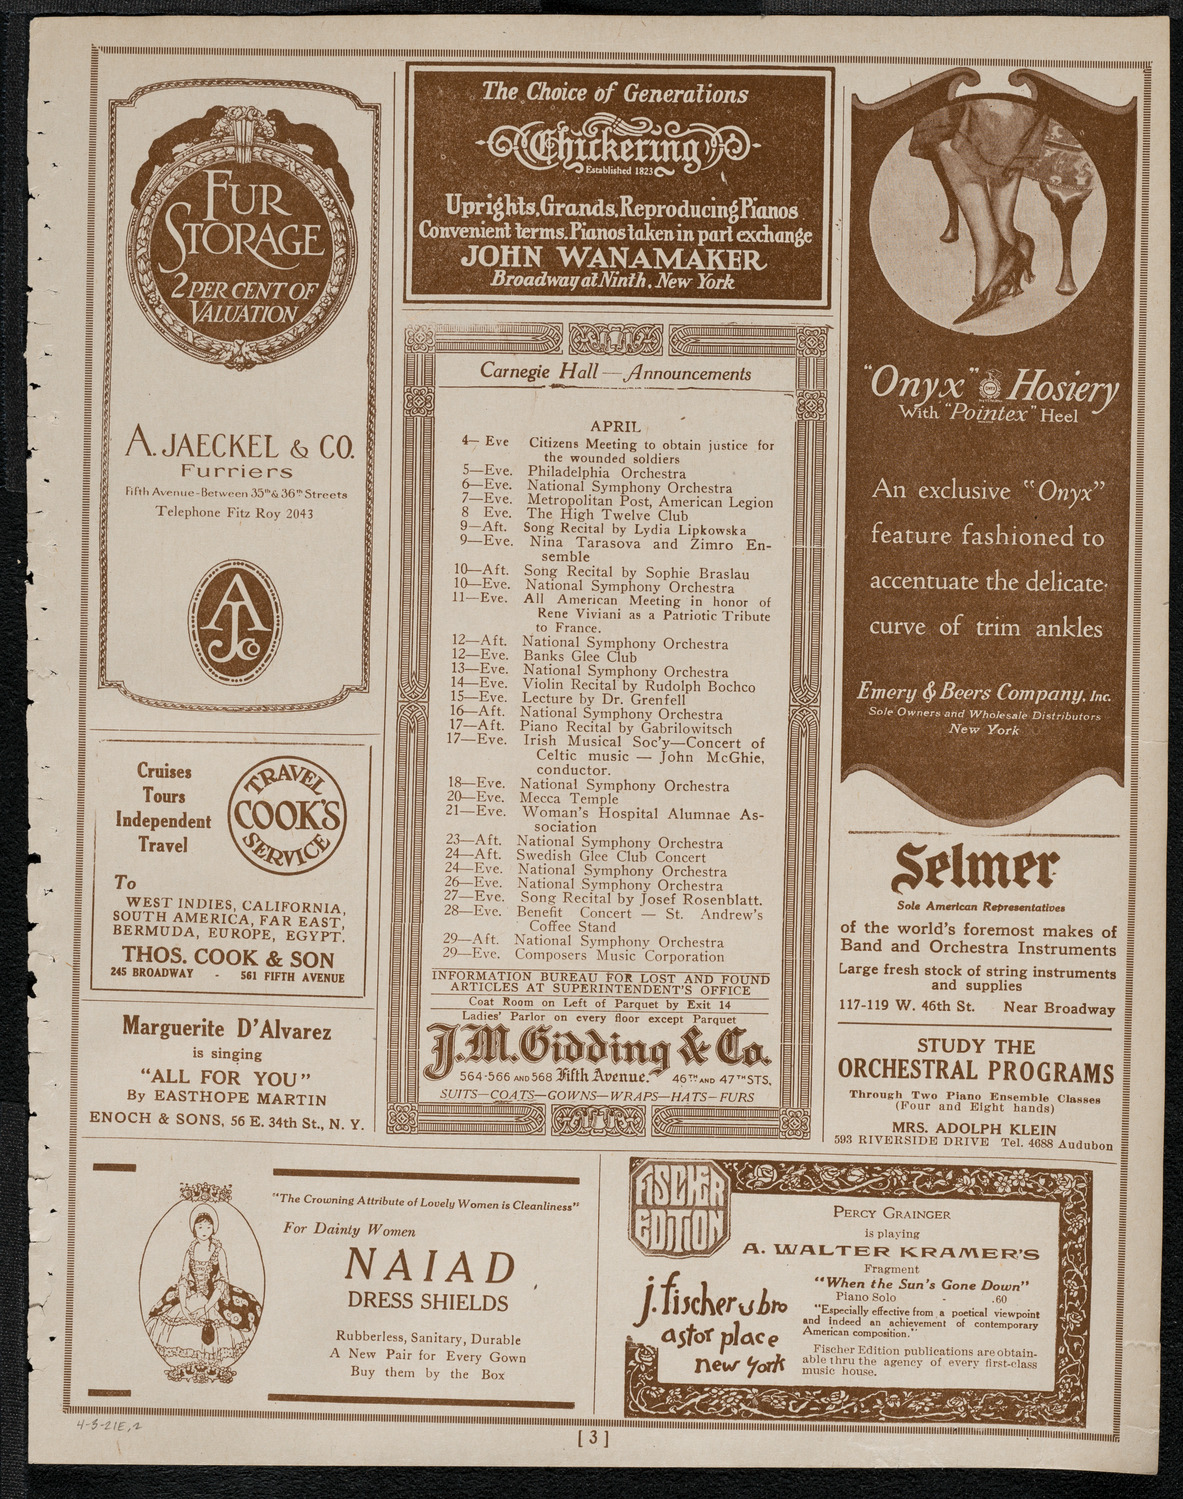 FUR
STORAGE
2 PER CENT OF
VALUATION
A. JAECKEL & CO.
Furriers
Fifth Avenue-Between 35th & 36th Streets
Telephone Fitz Roy 2043
A
J
Co
Cruises
Tours
Independent
Travel
TRAVEL
COOK'S
SERVICE
To
WEST INDIES, CALIFORNIA,
SOUTH AMERICA, FAR EAST,
BERMUDA, EUROPE, EGYPT.
THOS. COOK & SON
245 BROADWAY - 561 FIFTH AVENUE
Marguerite D'Alvarez
is singing
"ALL FOR YOU"
By EASTHOPE MARTIN
ENOCH & SONS, 56 E. 34th St., N. Y.
The Choice of Generations
Chickering
Established 1823
Uprights, Grands, Reproducing Pianos
Convenient terms. Pianos taken in part exchange
JOHN WANAMAKER
Broadway at Ninth, New York
Carnegie Hall — Announcements
APRIL
4— Eve Citizens Meeting to obtain justice for
the wounded soldiers
5—Eve. Philadelphia Orchestra
6—Eve. National Symphony Orchestra
7—Eve. Metropolitan Post, American Legion
8 Eve. The High Twelve Club
9—Aft. Song Recital by Lydia Lipkowska
9—Eve. Nina Tarasova and Zimro En-
semble
10—Aft. Song Recital by Sophie Braslau
10—Eve. National Symphony Orchestra
11—Eve. All American Meeting in honor of
Rene Viviani as a Patriotic Tribute
to France.
12—Aft. National Symphony Orchestra
12—Eve. Banks Glee Club
13—Eve. National Symphony Orchestra
14—Eve. Violin Recital by Rudolph Bochco
15—Eve. Lecture by Dr. Grenfell
16—Aft. National Symphony Orchestra
17—Aft. Piano Recital by Gabrilowitsch
17—Eve. Irish Musical Soc'y—Concert of
Celtic music — John McGhie,
conductor.
18—Eve. National Symphony Orchestra
20—Eve. Mecca Temple
21—Eve. Woman's Hospital Alumnae As-
sociation
23—Aft. National Symphony Orchestra
24—Aft. Swedish Glee Club Concert
24—Eve. National Symphony Orchestra
26—Eve. National Symphony Orchestra
27—Eve. Song Recital by Josef Rosenblatt.
28—Eve. Benefit Concert — St. Andrew's
Coffee Stand
29—Aft. National Symphony Orchestra
29—Eve. Composers Music Corporation
INFORMATION BUREAU FOR LOST AND FOUND
ARTICLES AT SUPERINTENDENT'S OFFICE
Coat Room on Left of Parquet by Exit 14
Ladies' Parlor on every floor except Parquet
J. M. Gidding & Co.
564-566 AND 568 Fifth Avenue. 46TH AND 47TH STS.
SUITS—COATS—GOWNS—WRAPS—HATS—FURS
"Onyx" Hosiery
With "Pointex" Heel
An exclusive "Onyx"
feature fashioned to
accentuate the delicate
curve of trim ankles
Emery & Beers Company, Inc.
Sole Owners and Wholesale Distributors
New York
Selmer
Sole American Representatives
of the world's foremost makes of
Band and Orchestra Instruments
Large fresh stock of string instruments
and supplies
117-119 W. 46th St. Near Broadway
STUDY THE
ORCHESTRAL PROGRAMS
Through Two Piano Ensemble Classes
(Four and Eight hands)
MRS. ADOLPH KLEIN
593 RIVERSIDE DRIVE Tel. 4688 Audubon
"The Crowning Attribute of Lovely Women is Cleanliness"
For Dainty Women
NAIAD
DRESS SHIELDS
Rubberless, Sanitary, Durable
A New Pair for Every Gown
Buy them by the Box
FISCHER
EDITION
j. fischer & bro
astor place
new york
PERCY GRAINGER
is playing
A. WALTER KRAMER'S
Fragment
"When the Sun's Gone Down"
Piano Solo - .60
"Especially effective from a poetical viewpoint
and indeed an achievement of contemporary
American composition."
Fischer Edition publications are obtain-
able thru the agency of every first-class
music house.
4-5-21E, 2
[ 3 ]